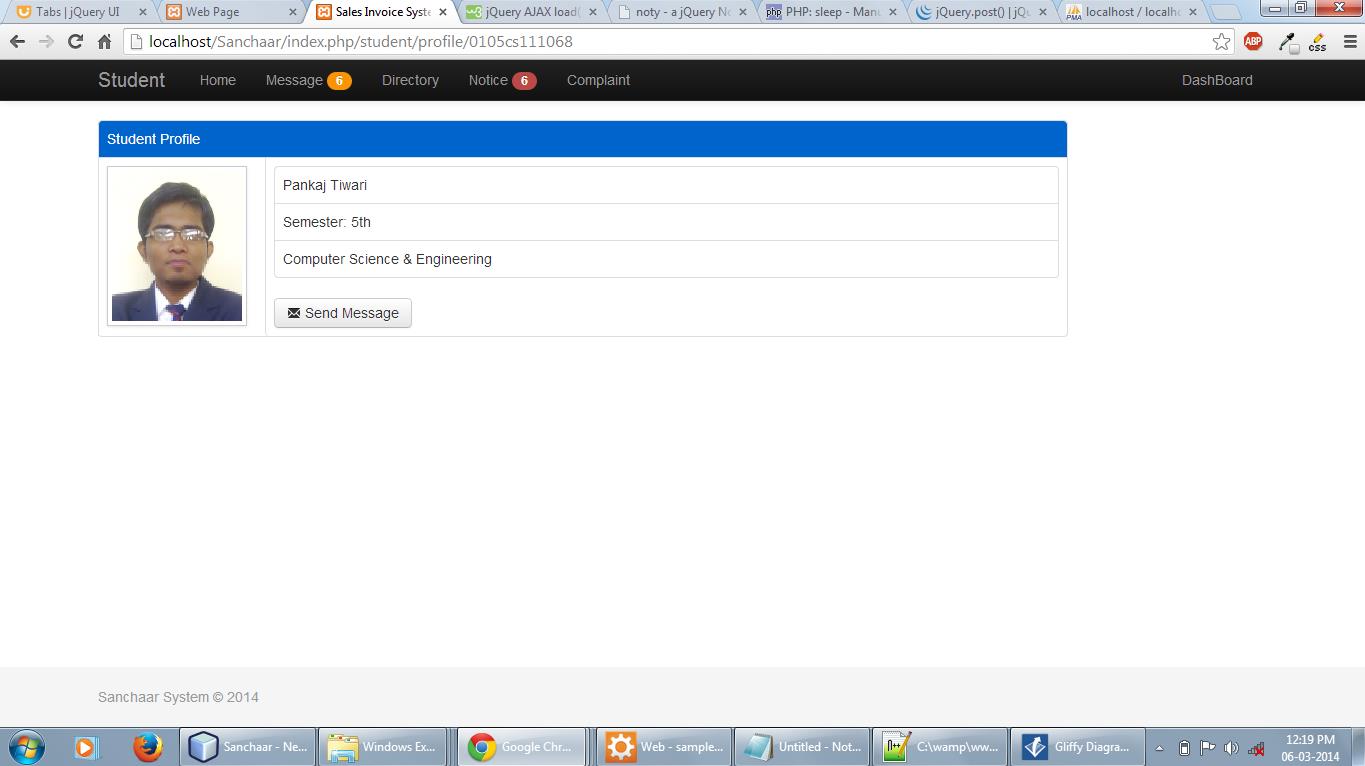 Tabs | jQuery UI
Web Page
Sales Invoice Syste
jQuery AJAX load(
noty - a jQuery No
PHP: sleep - Manu
jQuery.post() | jQu
localhost / localho
localhost/Sanchaar/index.php/student/profile/0105cs111068
ABP
css
Student
Home
Message 6
Directory
Notice 6
Complaint
DashBoard
Student Profile
Pankaj Tiwari
Semester: 5th
Computer Science & Engineering
Send Message
Sanchaar System © 2014
Sanchaar - Ne...
Windows Ex...
Google Chr...
Web - sample...
Untitled - Not...
C:\wamp\ww...
Gliffy Diagra...
12:19 PM
06-03-2014